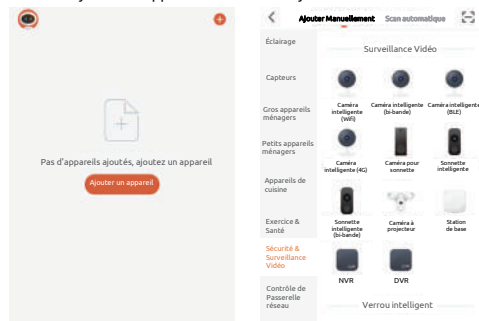 Pas d'appareils ajoutés, ajoutez un appareil
Ajouter un appareil
Ajouter Manuellement
Scan automatique
Éclairage
Capteurs
Gros appareils
ménagers
Petits appareils
ménagers
Appareils de
cuisine
Exercice &
Santé
Sécurité &
Surveillance
Vidéo
Contrôle de
Passerelle
réseau
Surveillance Vidéo
Caméra
intelligente
(Wifi)
Caméra intelligente
(bi-bande)
Caméra intelligente
(BLE)
Caméra
intelligente (4G)
Caméra pour
sonnette
Sonnette
intelligente
Sonnette
intelligente
(bi-bande)
Caméra à
projecteur
Station
de base
NVR
DVR
Verrou intelligent